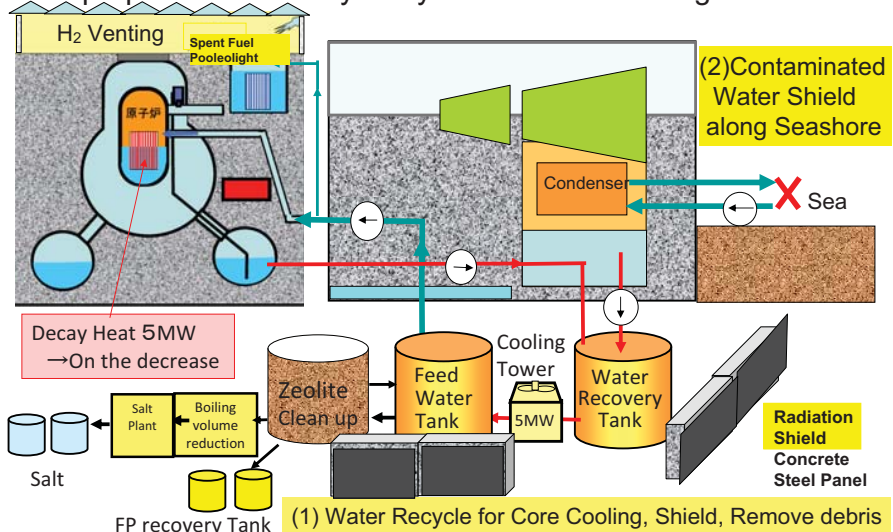 H2 Venting
Spent Fuel
Pooleolight
原子炉
(2)Contaminated
Water Shield
along Seashore
Condenser
Sea
Decay Heat 5MW
→On the decrease
Zeolite
Clean up
Feed
Water
Tank
Cooling
Tower
5MW
Water
Recovery
Tank
Salt
Plant
Boiling
volume
reduction
Salt
FP recovery Tank
Radiation
Shield
Concrete
Steel Panel
(1) Water Recycle for Core Cooling, Shield, Remove debris